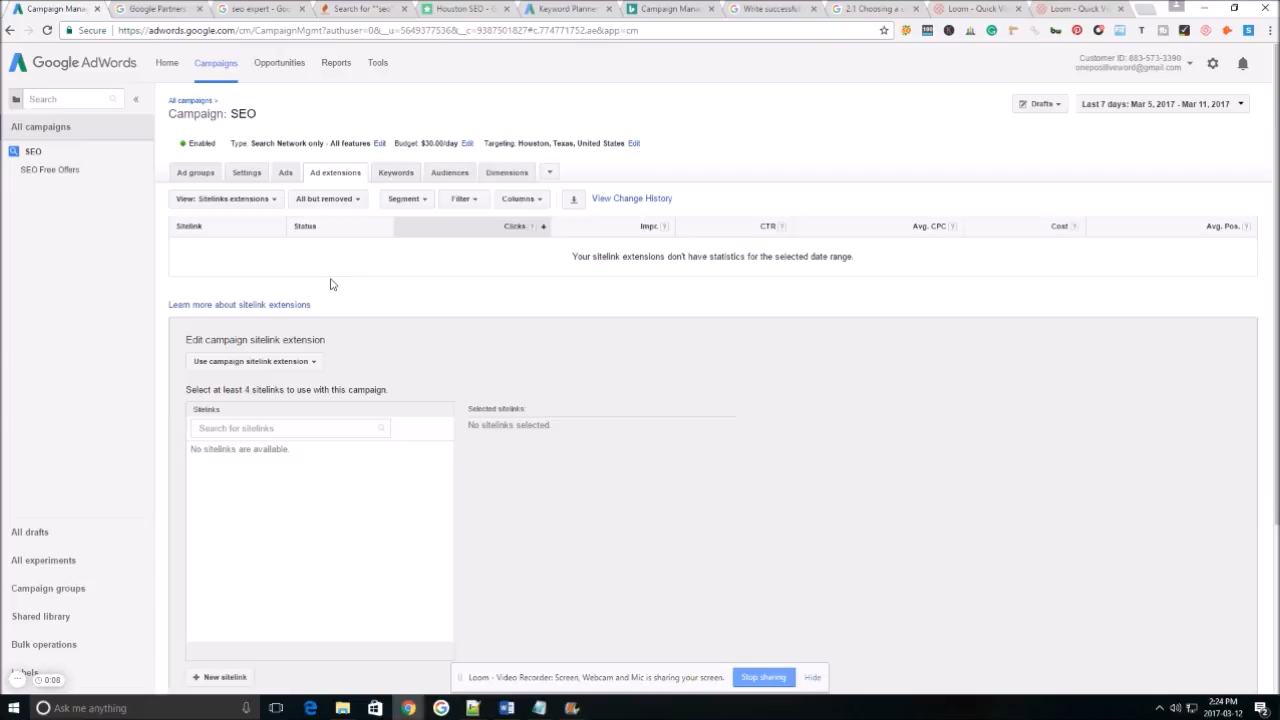 Campaign Mana
Google Partners
seo expert - Goo
Search for ""seo"
Houston SEO - G
Keyword Planner
Campaign Mana
Write successful
2.1 Choosing a c
Loom - Quick Vi
Loom - Quick Vi
Secure https://adwords.google.com/cm/CampaignMgmt?authuser=0&__u=5649377536&__c=9387501827#c.774771752.ae&app=cm
Google AdWords
Home
Campaigns
Opportunities
Reports
Tools
Customer ID: 883-573-3390
onepositiveword@gmail.com
Search
All campaigns
SEO
SEO Free Offers
All campaigns >
Campaign: SEO
Drafts
Last 7 days: Mar 5, 2017 - Mar 11, 2017
Enabled Type: Search Network only - All features Edit Budget: $30.00/day Edit Targeting: Houston, Texas, United States Edit
Ad groups
Settings
Ads
Ad extensions
Keywords
Audiences
Dimensions
View: Sitelinks extensions
All but removed
Segment
Filter
Columns
View Change History
Sitelink Status Clicks ? Impr. ? CTR ? Avg. CPC ? Cost ? Avg. Pos. ?
Your sitelink extensions don't have statistics for the selected date range.
Learn more about sitelink extensions
Edit campaign sitelink extension
Use campaign sitelink extension
Select at least 4 sitelinks to use with this campaign.
Sitelinks
Search for sitelinks
No sitelinks are available.
Selected sitelinks:
No sitelinks selected.
+ New sitelink
All drafts
All experiments
Campaign groups
Shared library
Bulk operations
Labels
0:08
Loom - Video Recorder: Screen, Webcam and Mic is sharing your screen.
Stop sharing
Hide
Ask me anything
2:24 PM
2017-03-12